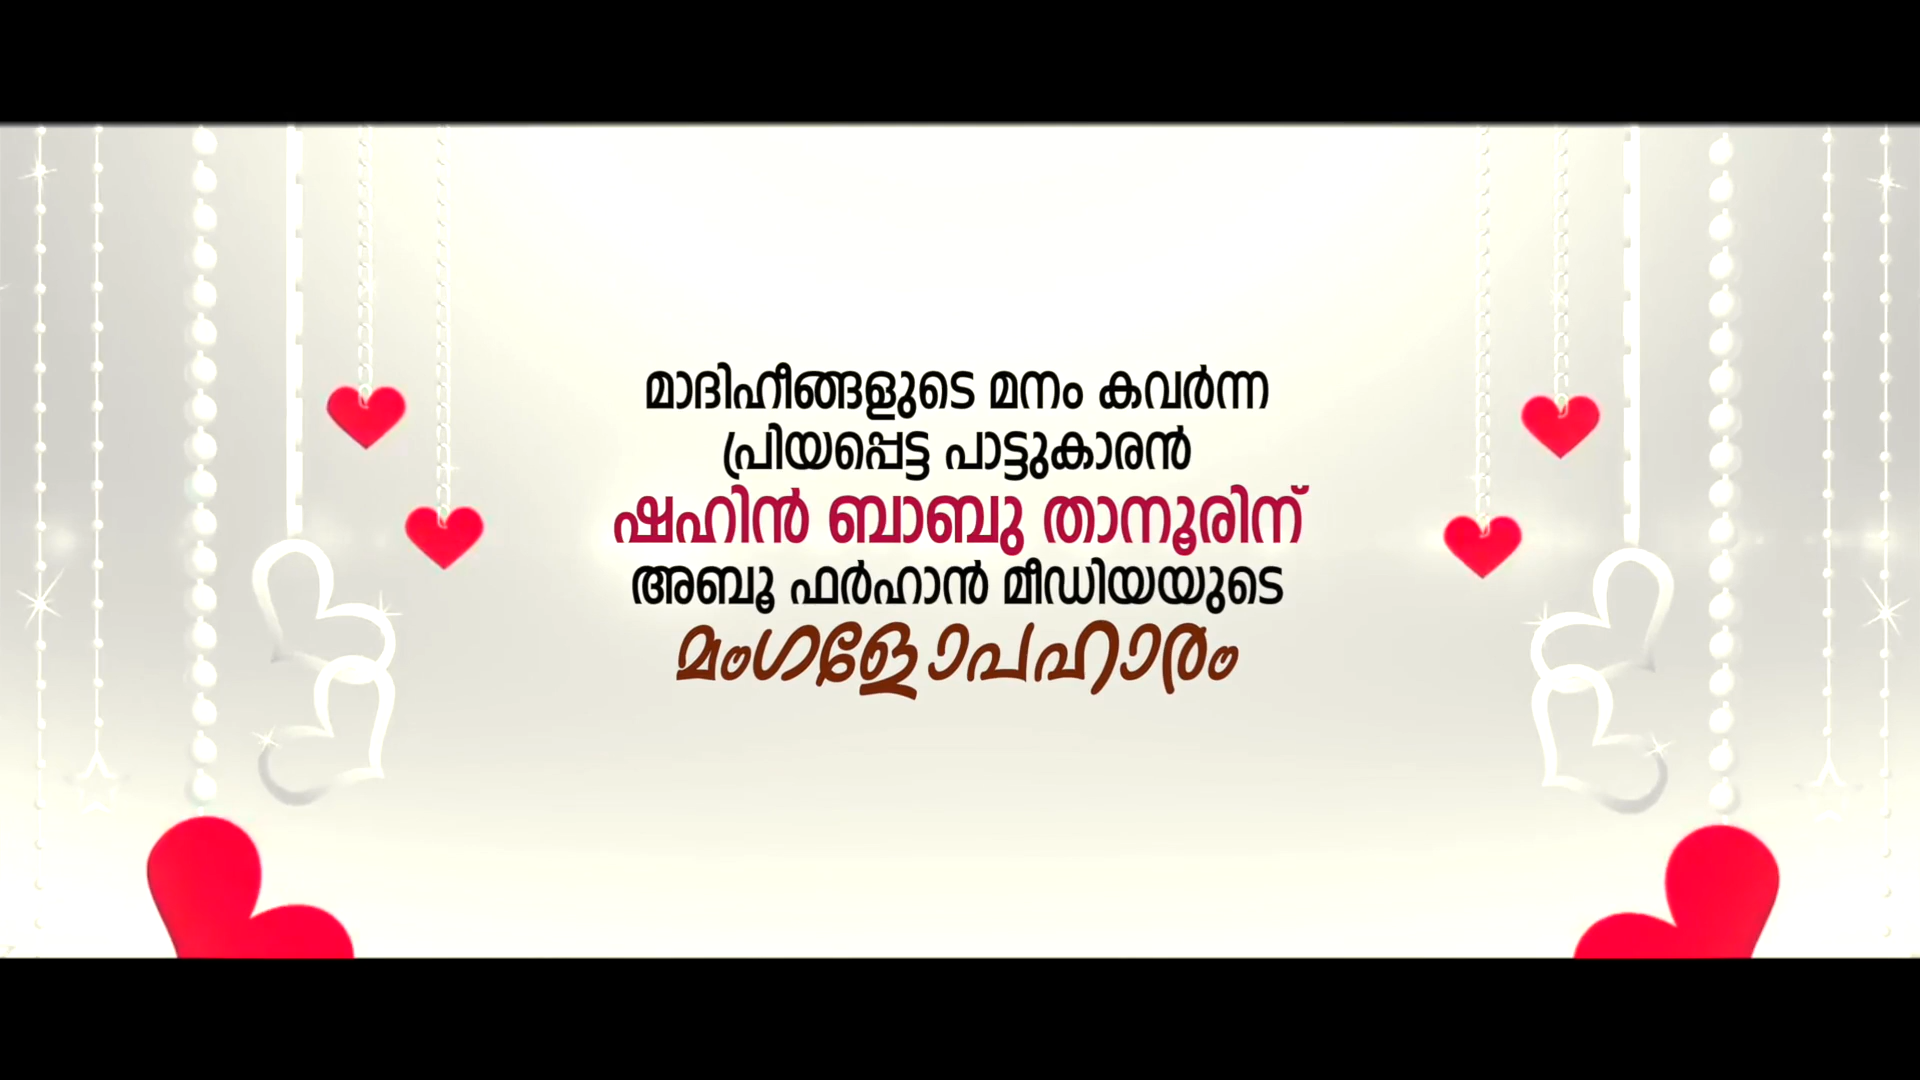 മാദിഹീങ്ങളുടെ മനം കവർന്ന
പ്രിയപ്പെട്ട പാട്ടുകാരൻ
ഷഹിൻ ബാബു താനൂരിന്
അബൂ ഫർഹാൻ മീഡിയയുടെ
മംഗളോപഹാരം